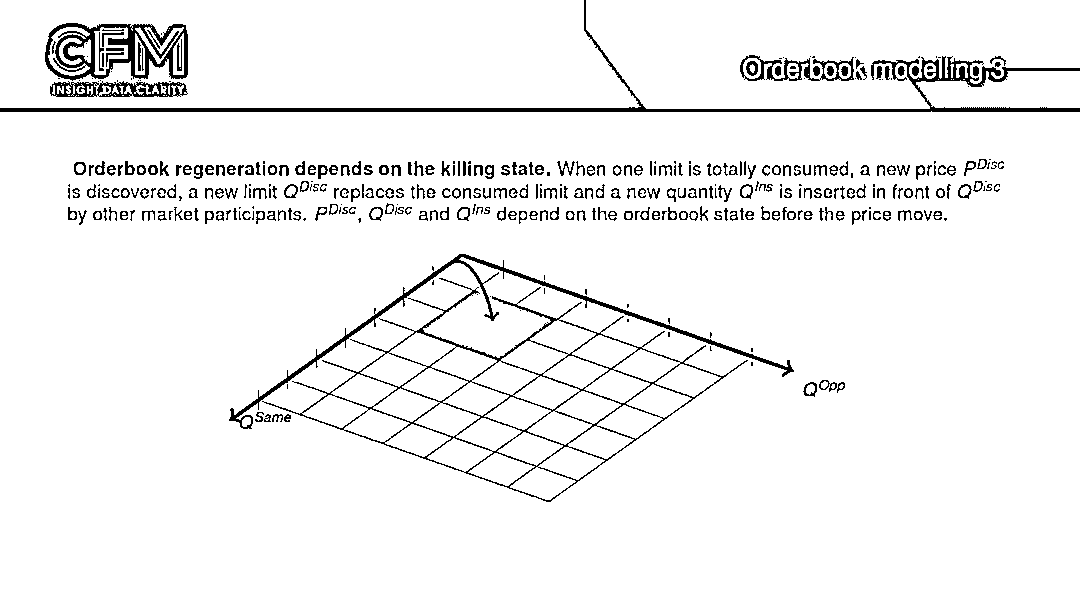 CFM
INSIGHT.DATA.CLARITY.
Orderbook modelling 3
Orderbook regeneration depends on the killing state. When one limit is totally consumed, a new price P^Disc
is discovered, a new limit Q^Disc replaces the consumed limit and a new quantity Q^Ins is inserted in front of Q^Disc
by other market participants. P^Disc, Q^Disc and Q^Ins depend on the orderbook state before the price move.
Q^Opp
Q^Same